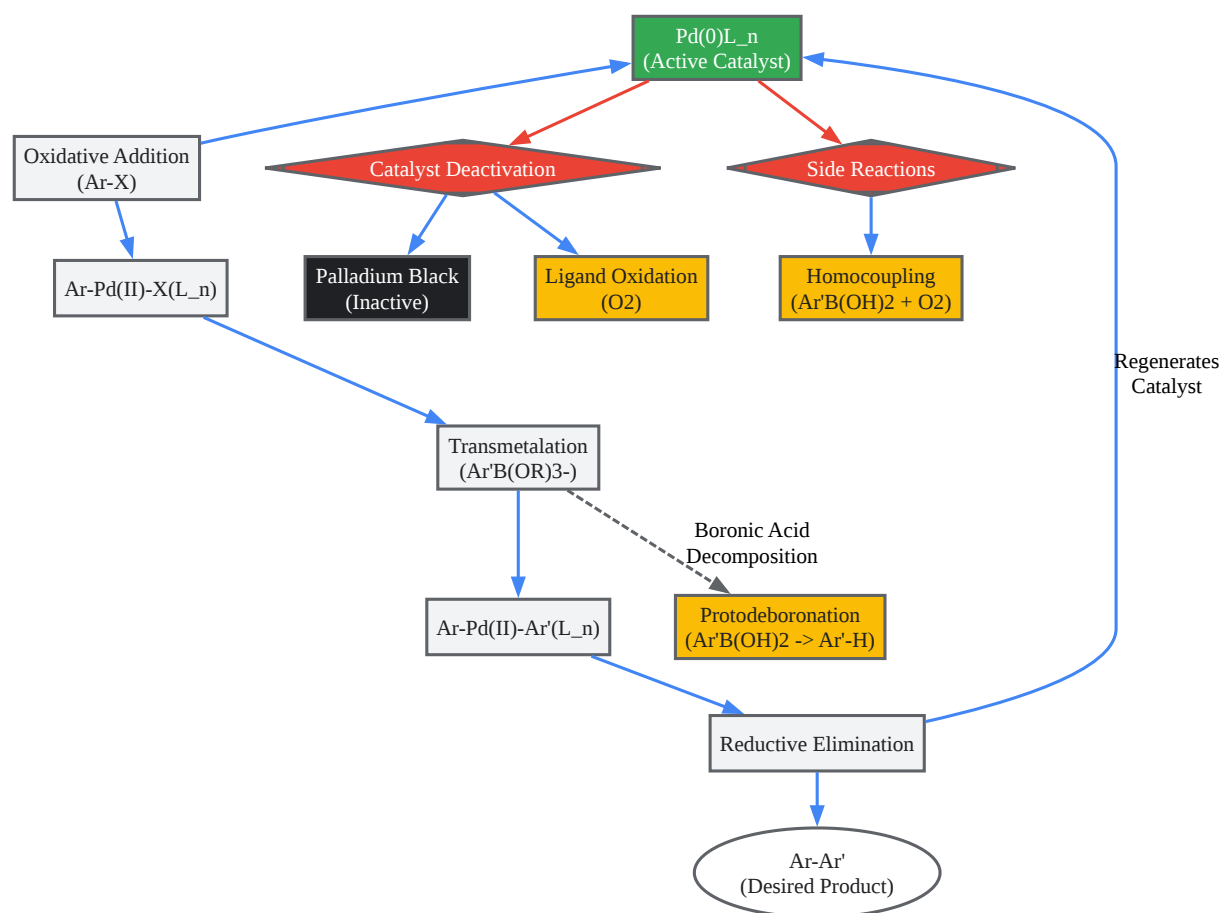 Pd(0)L_n
(Active Catalyst)
Oxidative Addition
(Ar-X)
Catalyst Deactivation
Side Reactions
Ar-Pd(II)-X(L_n)
Palladium Black
(Inactive)
Ligand Oxidation
(O2)
Homocoupling
(Ar'B(OH)2 + O2)
Regenerates
Catalyst
Transmetalation
(Ar'B(OR)3-)
Boronic Acid
Decomposition
Ar-Pd(II)-Ar'(L_n)
Protodeboronation
(Ar'B(OH)2 -> Ar'-H)
Reductive Elimination
Ar-Ar'
(Desired Product)